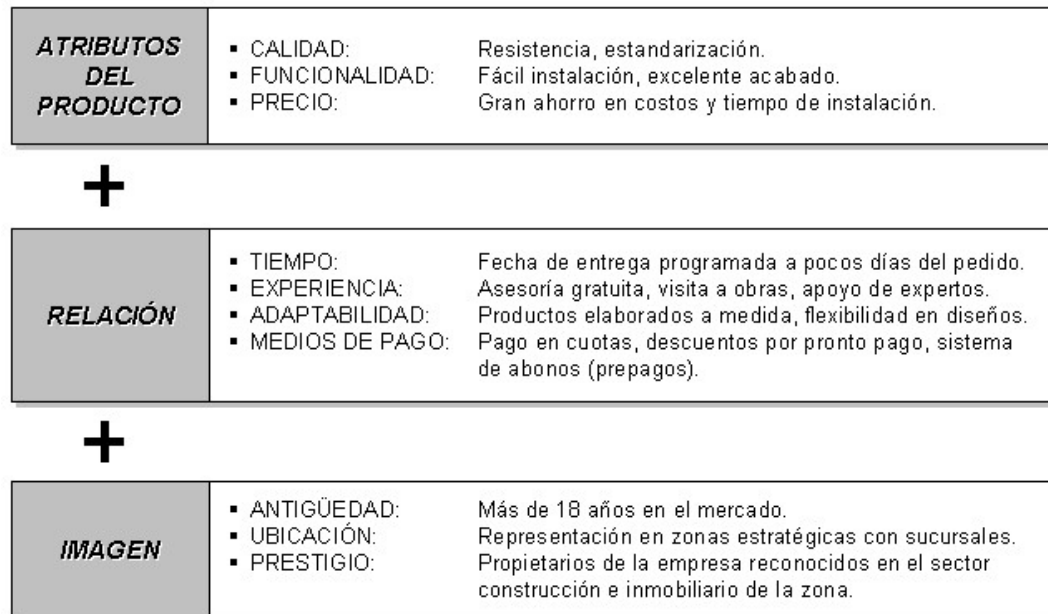 ATRIBUTOS
DEL
PRODUCTO
▪ CALIDAD: Resistencia, estandarización.
▪ FUNCIONALIDAD: Fácil instalación, excelente acabado.
▪ PRECIO: Gran ahorro en costos y tiempo de instalación.
+
RELACIÓN
▪ TIEMPO: Fecha de entrega programada a pocos días del pedido.
▪ EXPERIENCIA: Asesoría gratuita, visita a obras, apoyo de expertos.
▪ ADAPTABILIDAD: Productos elaborados a medida, flexibilidad en diseños.
▪ MEDIOS DE PAGO: Pago en cuotas, descuentos por pronto pago, sistema
de abonos (prepagos).
+
IMAGEN
▪ ANTIGÜEDAD: Más de 18 años en el mercado.
▪ UBICACIÓN: Representación en zonas estratégicas con sucursales.
▪ PRESTIGIO: Propietarios de la empresa reconocidos en el sector
construcción e inmobiliario de la zona.